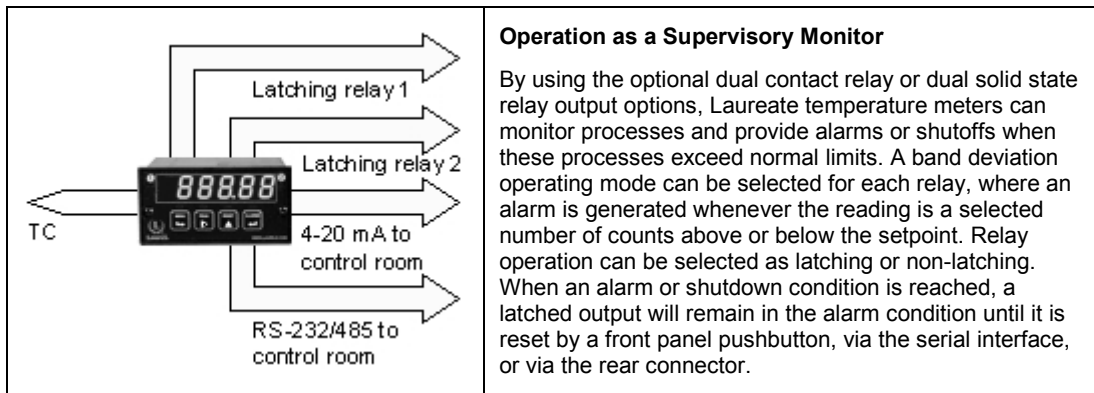 Latching relay 1
Latching relay 2
888.88
TC
4-20 mA to
control room
RS-232/485 to
control room
Operation as a Supervisory Monitor
By using the optional dual contact relay or dual solid state
relay output options, Laureate temperature meters can
monitor processes and provide alarms or shutoffs when
these processes exceed normal limits. A band deviation
operating mode can be selected for each relay, where an
alarm is generated whenever the reading is a selected
number of counts above or below the setpoint. Relay
operation can be selected as latching or non-latching.
When an alarm or shutdown condition is reached, a
latched output will remain in the alarm condition until it is
reset by a front panel pushbutton, via the serial interface,
or via the rear connector.